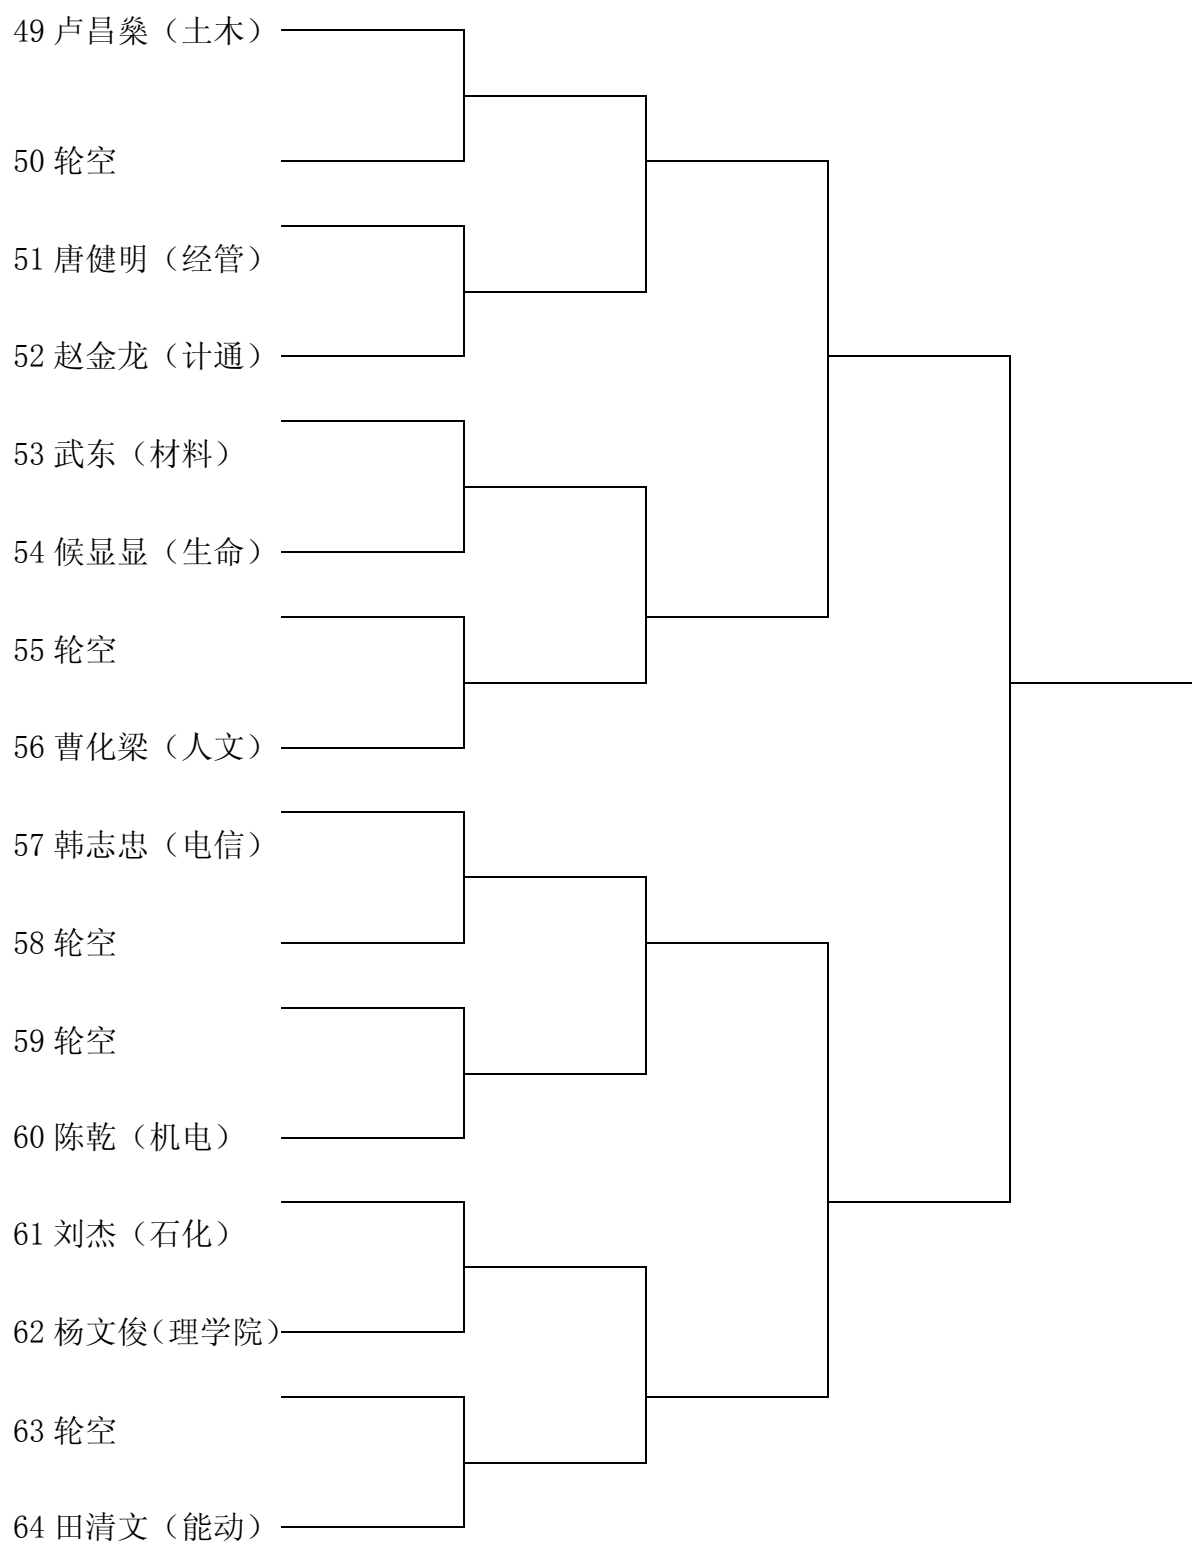 49 卢昌燊（土木）
50 轮空
51 唐健明（经管）
52 赵金龙（计通）
53 武东（材料）
54 候显显（生命）
55 轮空
56 曹化梁（人文）
57 韩志忠（电信）
58 轮空
59 轮空
60 陈乾（机电）
61 刘杰（石化）
62 杨文俊（理学院）
63 轮空
64 田清文（能动）